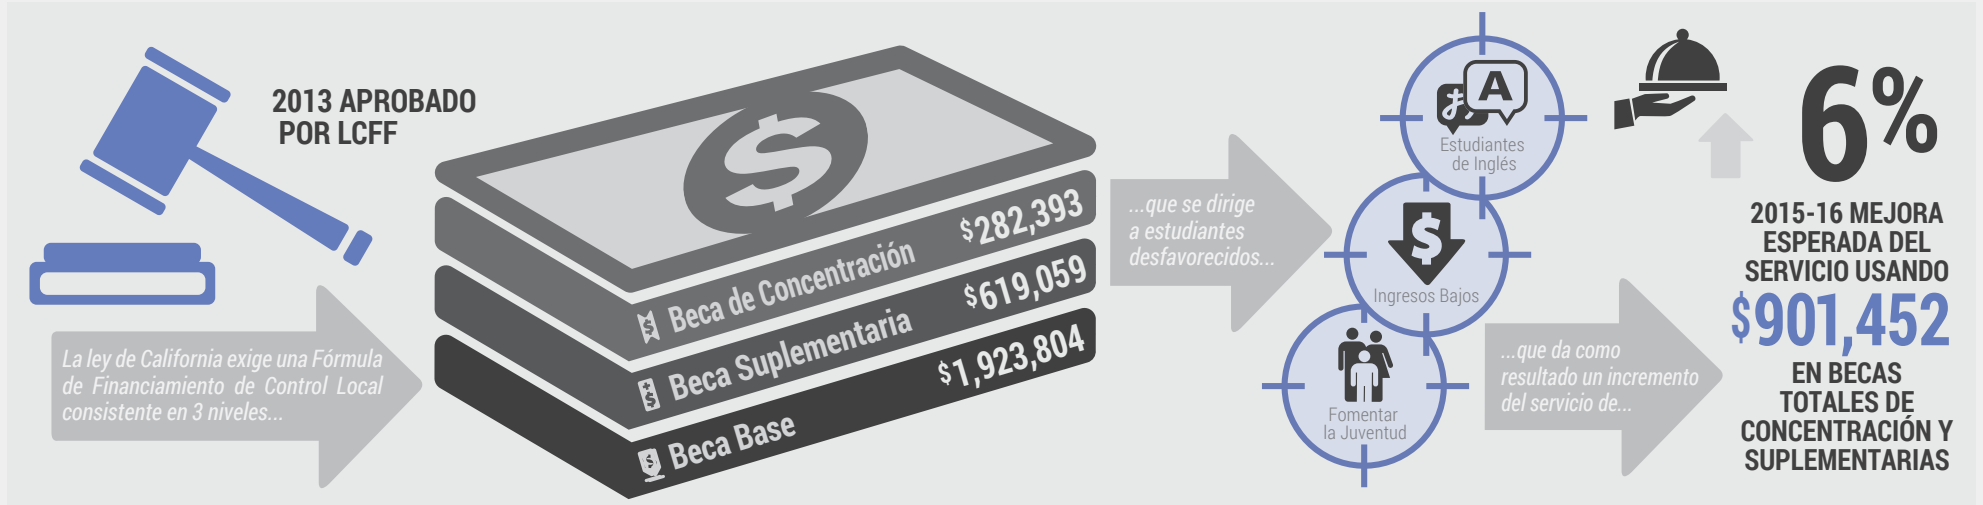 2013 APROBADO
POR LCFF
La ley de California exige una Fórmula
de Financiamiento de Control Local
consistente en 3 niveles...
Beca de Concentración $282,393
Beca Suplementaria $619,059
Beca Base $1,923,804
...que se dirige
a estudiantes
desfavorecidos...
あ A
Estudiantes
de Inglés
Ingresos Bajos
Fomentar
la Juventud
...que da como
resultado un incremento
del servicio de...
6%
2015-16 MEJORA
ESPERADA DEL
SERVICIO USANDO
$901,452
EN BECAS
TOTALES DE
CONCENTRACIÓN Y
SUPLEMENTARIAS